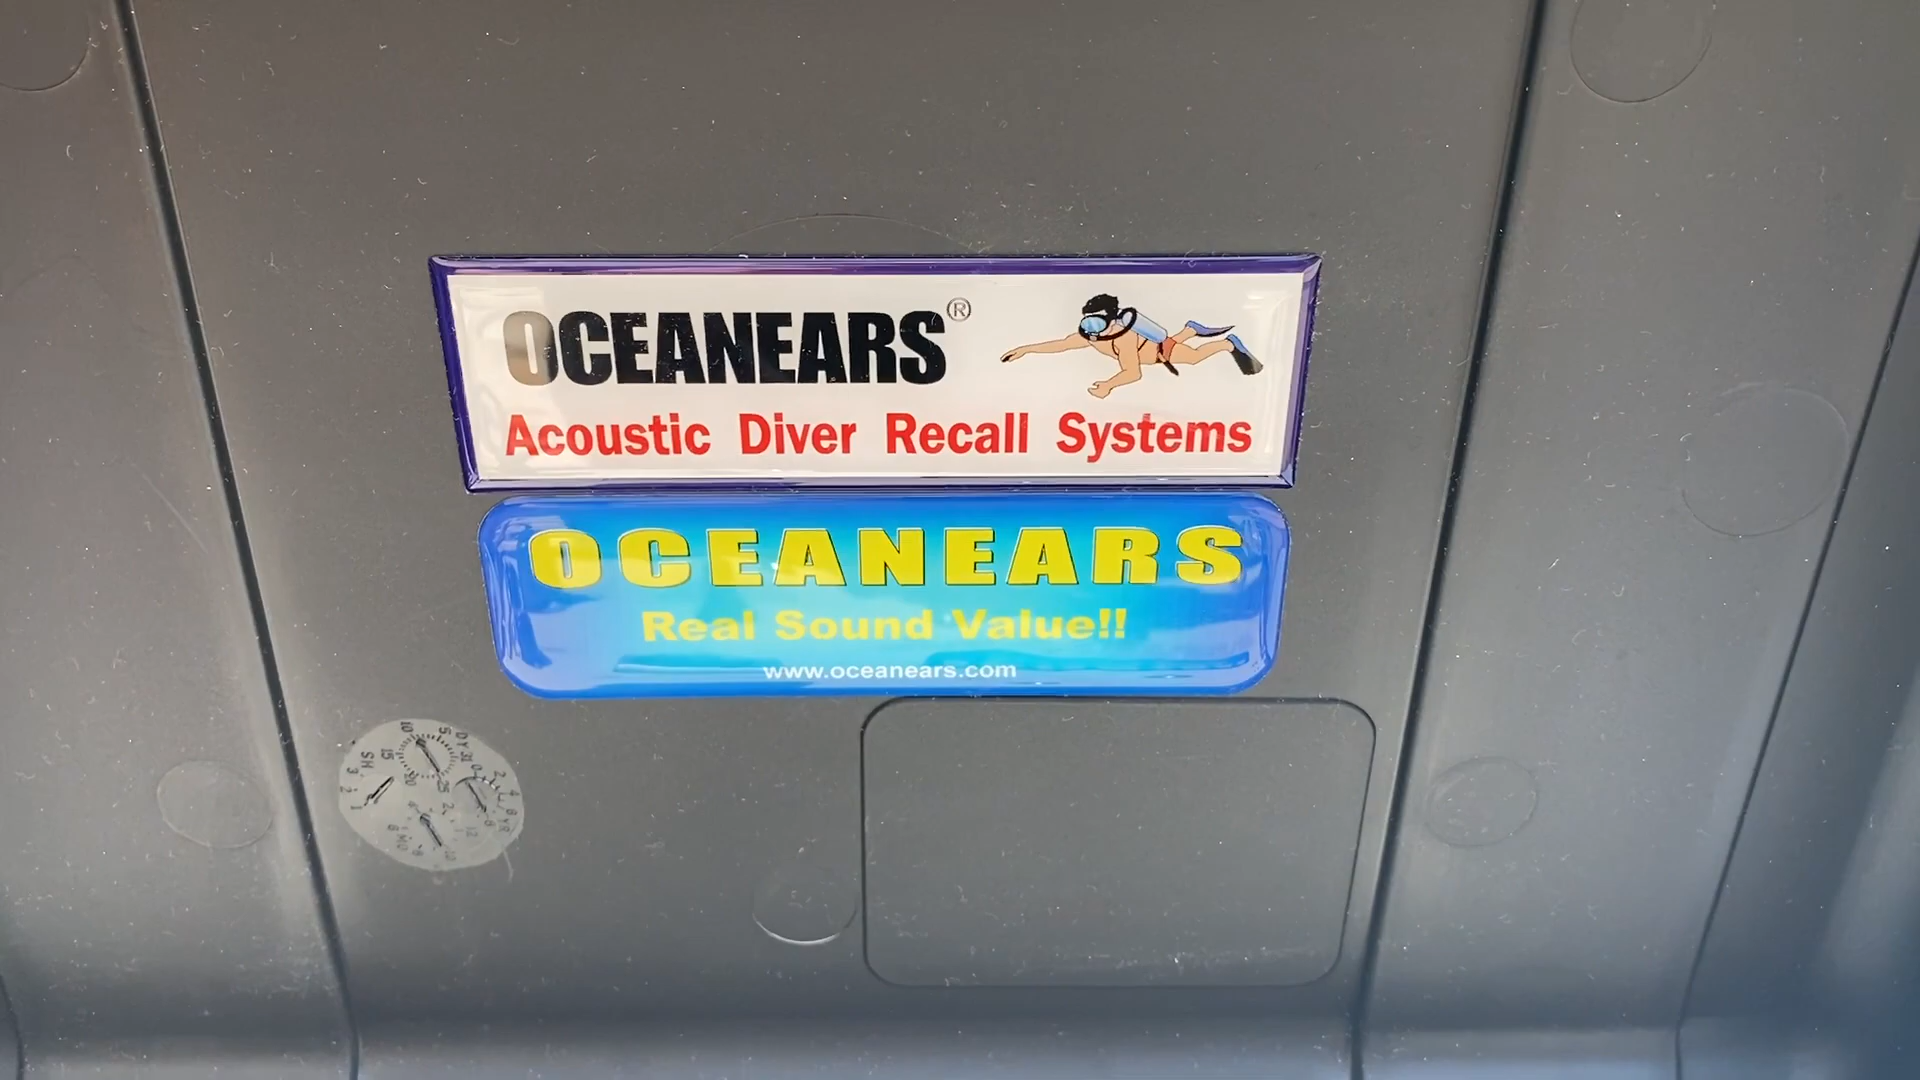 OCEANEARS®
Acoustic Diver Recall Systems
OCEANEARS
Real Sound Value!!
www.oceanears.com